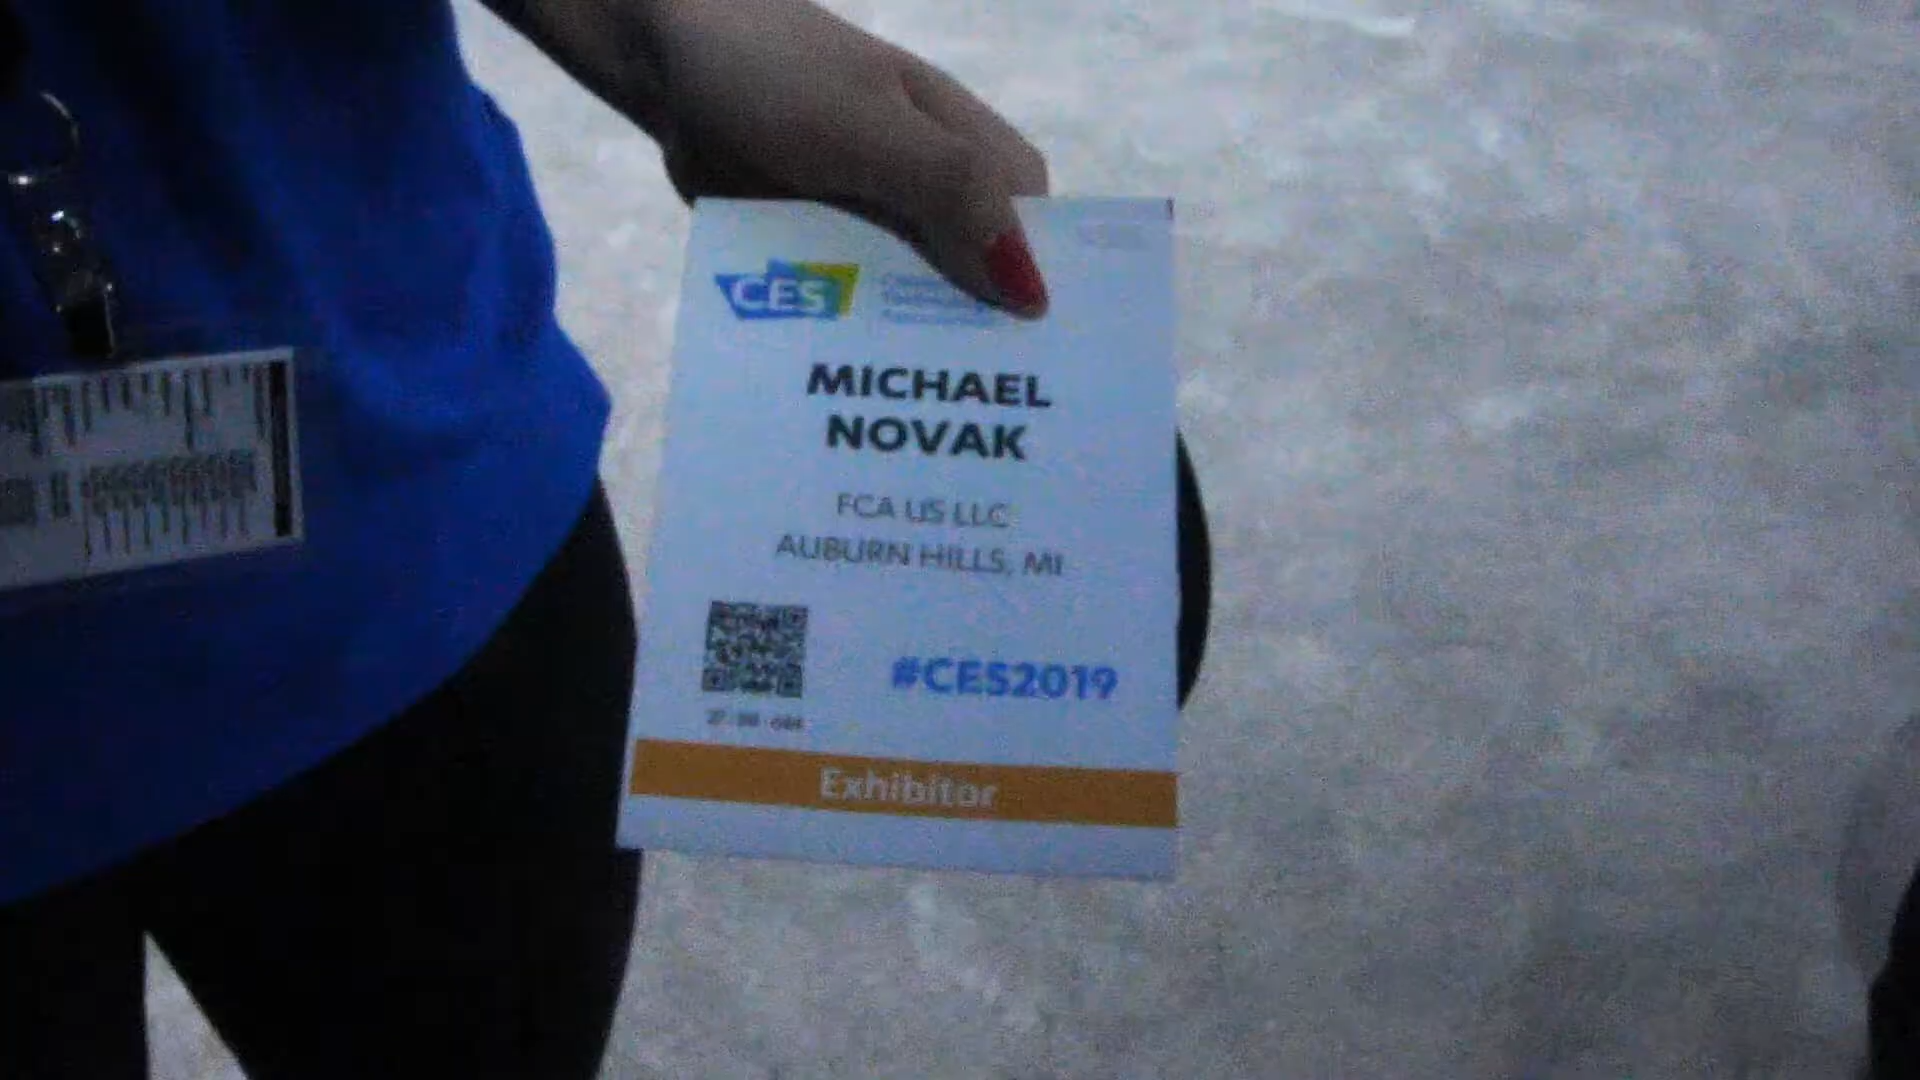 CES
MICHAEL
NOVAK
FCA US LLC
AUBURN HILLS, MI
#CES2019
Exhibitor